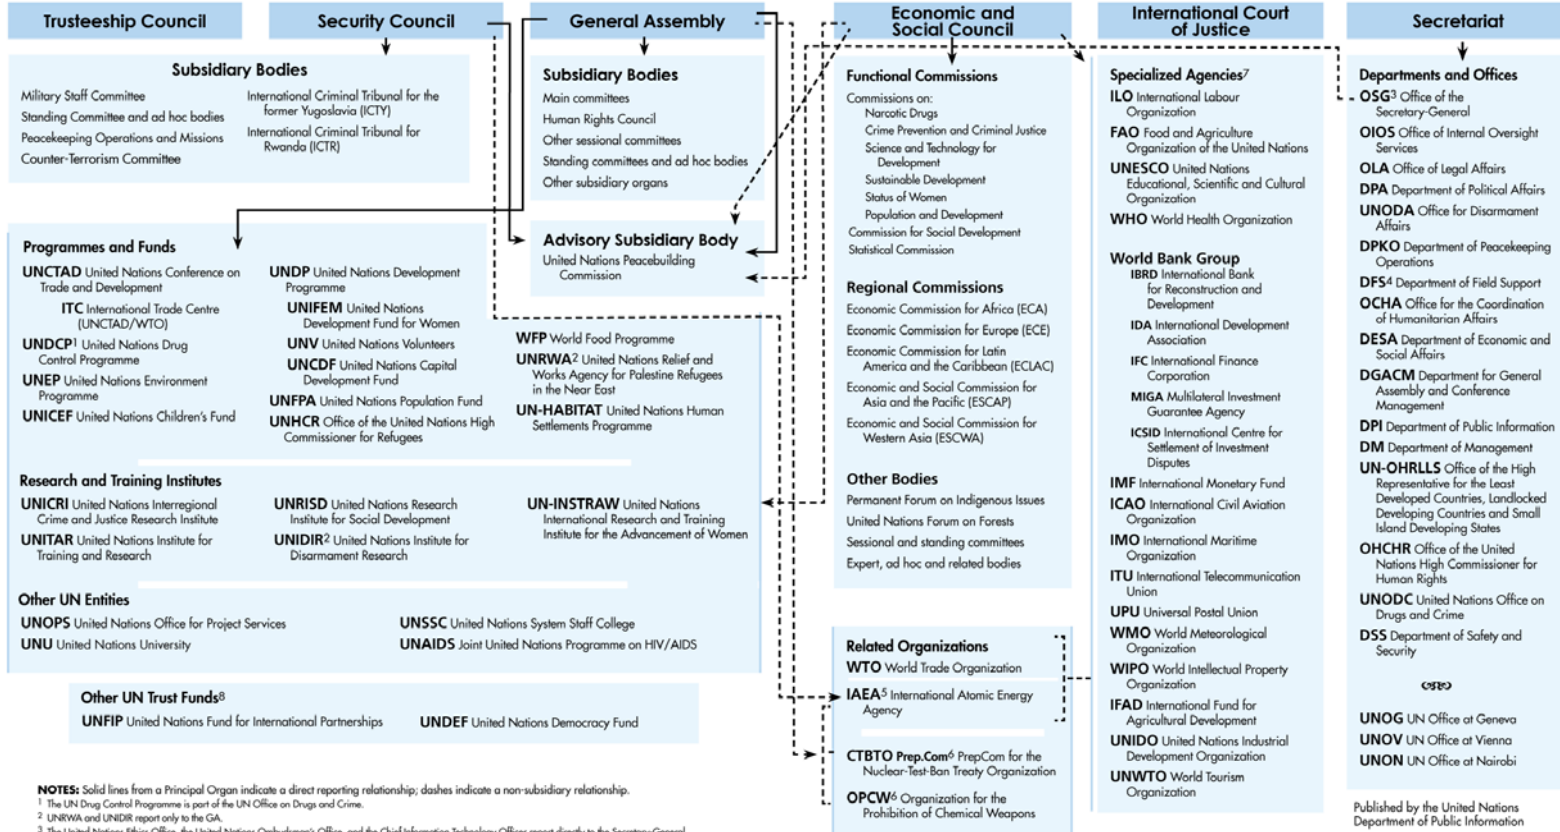 Trusteeship Council
Security Council
General Assembly
Economic and
Social Council
International Court
of Justice
Secretariat
Subsidiary Bodies
Military Staff Committee
Standing Committee and ad hoc bodies
Peacekeeping Operations and Missions
Counter-Terrorism Committee
International Criminal Tribunal for the
former Yugoslavia (ICTY)
International Criminal Tribunal for
Rwanda (ICTR)
Subsidiary Bodies
Main committees
Human Rights Council
Other sessional committees
Standing committees and ad hoc bodies
Other subsidiary organs
Advisory Subsidiary Body
United Nations Peacebuilding
Commission
Programmes and Funds
UNCTAD United Nations Conference on
Trade and Development
ITC International Trade Centre
(UNCTAD/WTO)
UNDCP1 United Nations Drug
Control Programme
UNEP United Nations Environment
Programme
UNICEF United Nations Children's Fund
UNDP United Nations Development
Programme
UNIFEM United Nations
Development Fund for Women
UNV United Nations Volunteers
UNCDF United Nations Capital
Development Fund
UNFPA United Nations Population Fund
UNHCR Office of the United Nations High
Commissioner for Refugees
WFP World Food Programme
UNRWA2 United Nations Relief and
Works Agency for Palestine Refugees
in the Near East
UN-HABITAT United Nations Human
Settlements Programme
Research and Training Institutes
UNICRI United Nations Interregional
Crime and Justice Research Institute
UNITAR United Nations Institute for
Training and Research
UNRISD United Nations Research
Institute for Social Development
UNIDIR2 United Nations Institute for
Disarmament Research
UN-INSTRAW United Nations
International Research and Training
Institute for the Advancement of Women
Other UN Entities
UNOPS United Nations Office for Project Services
UNU United Nations University
UNSSC United Nations System Staff College
UNAIDS Joint United Nations Programme on HIV/AIDS
Other UN Trust Funds8
UNFIP United Nations Fund for International Partnerships
UNDEF United Nations Democracy Fund
NOTES: Solid lines from a Principal Organ indicate a direct reporting relationship; dashes indicate a non-subsidiary relationship.
1 The UN Drug Control Programme is part of the UN Office on Drugs and Crime.
2 UNRWA and UNIDIR report only to the GA.
3 The United Nations Ethics Office, the United Nations Ombudsman's Office, and the Chief Information Technology Officer report directly to the Secretary-General
Functional Commissions
Commissions on:
Narcotic Drugs
Crime Prevention and Criminal Justice
Science and Technology for
Development
Sustainable Development
Status of Women
Population and Development
Commission for Social Development
Statistical Commission
Regional Commissions
Economic Commission for Africa (ECA)
Economic Commission for Europe (ECE)
Economic Commission for Latin
America and the Caribbean (ECLAC)
Economic and Social Commission for
Asia and the Pacific (ESCAP)
Economic and Social Commission for
Western Asia (ESCWA)
Other Bodies
Permanent Forum on Indigenous Issues
United Nations Forum on Forests
Sessional and standing committees
Expert, ad hoc and related bodies
Related Organizations
WTO World Trade Organization
IAEA5 International Atomic Energy
Agency
CTBTO Prep.Com6 PrepCom for the
Nuclear-Test-Ban Treaty Organization
OPCW6 Organization for the
Prohibition of Chemical Weapons
Specialized Agencies7
ILO International Labour
Organization
FAO Food and Agriculture
Organization of the United Nations
UNESCO United Nations
Educational, Scientific and Cultural
Organization
WHO World Health Organization
World Bank Group
IBRD International Bank
for Reconstruction and
Development
IDA International Development
Association
IFC International Finance
Corporation
MIGA Multilateral Investment
Guarantee Agency
ICSID International Centre for
Settlement of Investment
Disputes
IMF International Monetary Fund
ICAO International Civil Aviation
Organization
IMO International Maritime
Organization
ITU International Telecommunication
Union
UPU Universal Postal Union
WMO World Meteorological
Organization
WIPO World Intellectual Property
Organization
IFAD International Fund for
Agricultural Development
UNIDO United Nations Industrial
Development Organization
UNWTO World Tourism
Organization
Departments and Offices
OSG3 Office of the
Secretary-General
OIOS Office of Internal Oversight
Services
OLA Office of Legal Affairs
DPA Department of Political Affairs
UNODA Office for Disarmament
Affairs
DPKO Department of Peacekeeping
Operations
DFS4 Department of Field Support
OCHA Office for the Coordination
of Humanitarian Affairs
DESA Department of Economic and
Social Affairs
DGACM Department for General
Assembly and Conference
Management
DPI Department of Public Information
DM Department of Management
UN-OHRLLS Office of the High
Representative for the Least
Developed Countries, Landlocked
Developing Countries and Small
Island Developing States
OHCHR Office of the United
Nations High Commissioner for
Human Rights
UNODC United Nations Office on
Drugs and Crime
DSS Department of Safety and
Security
UNOG UN Office at Geneva
UNOV UN Office at Vienna
UNON UN Office at Nairobi
Published by the United Nations
Department of Public Information